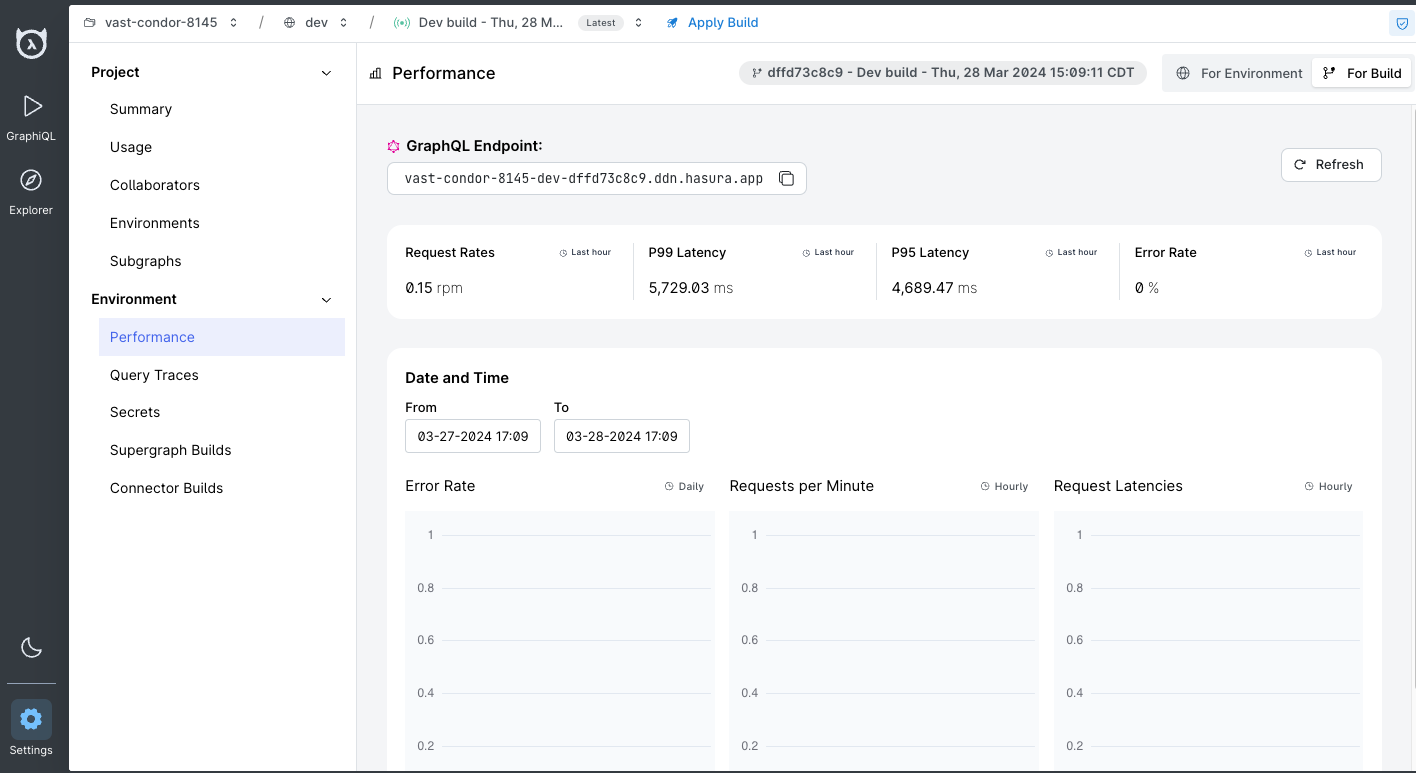 vast-condor-8145 / dev / Dev build - Thu, 28 M... Latest Apply Build
GraphiQL
Explorer
Settings
Project
Summary
Usage
Collaborators
Environments
Subgraphs
Environment
Performance
Query Traces
Secrets
Supergraph Builds
Connector Builds
Performance
dffd73c8c9 - Dev build - Thu, 28 Mar 2024 15:09:11 CDT
For Environment
For Build
GraphQL Endpoint:
vast-condor-8145-dev-dffd73c8c9.ddn.hasura.app
Refresh
Request Rates Last hour
0.15 rpm
P99 Latency Last hour
5,729.03 ms
P95 Latency Last hour
4,689.47 ms
Error Rate Last hour
0 %
Date and Time
From
03-27-2024 17:09
To
03-28-2024 17:09
Error Rate Daily
1
0.8
0.6
0.4
0.2
Requests per Minute Hourly
1
0.8
0.6
0.4
0.2
Request Latencies Hourly
1
0.8
0.6
0.4
0.2